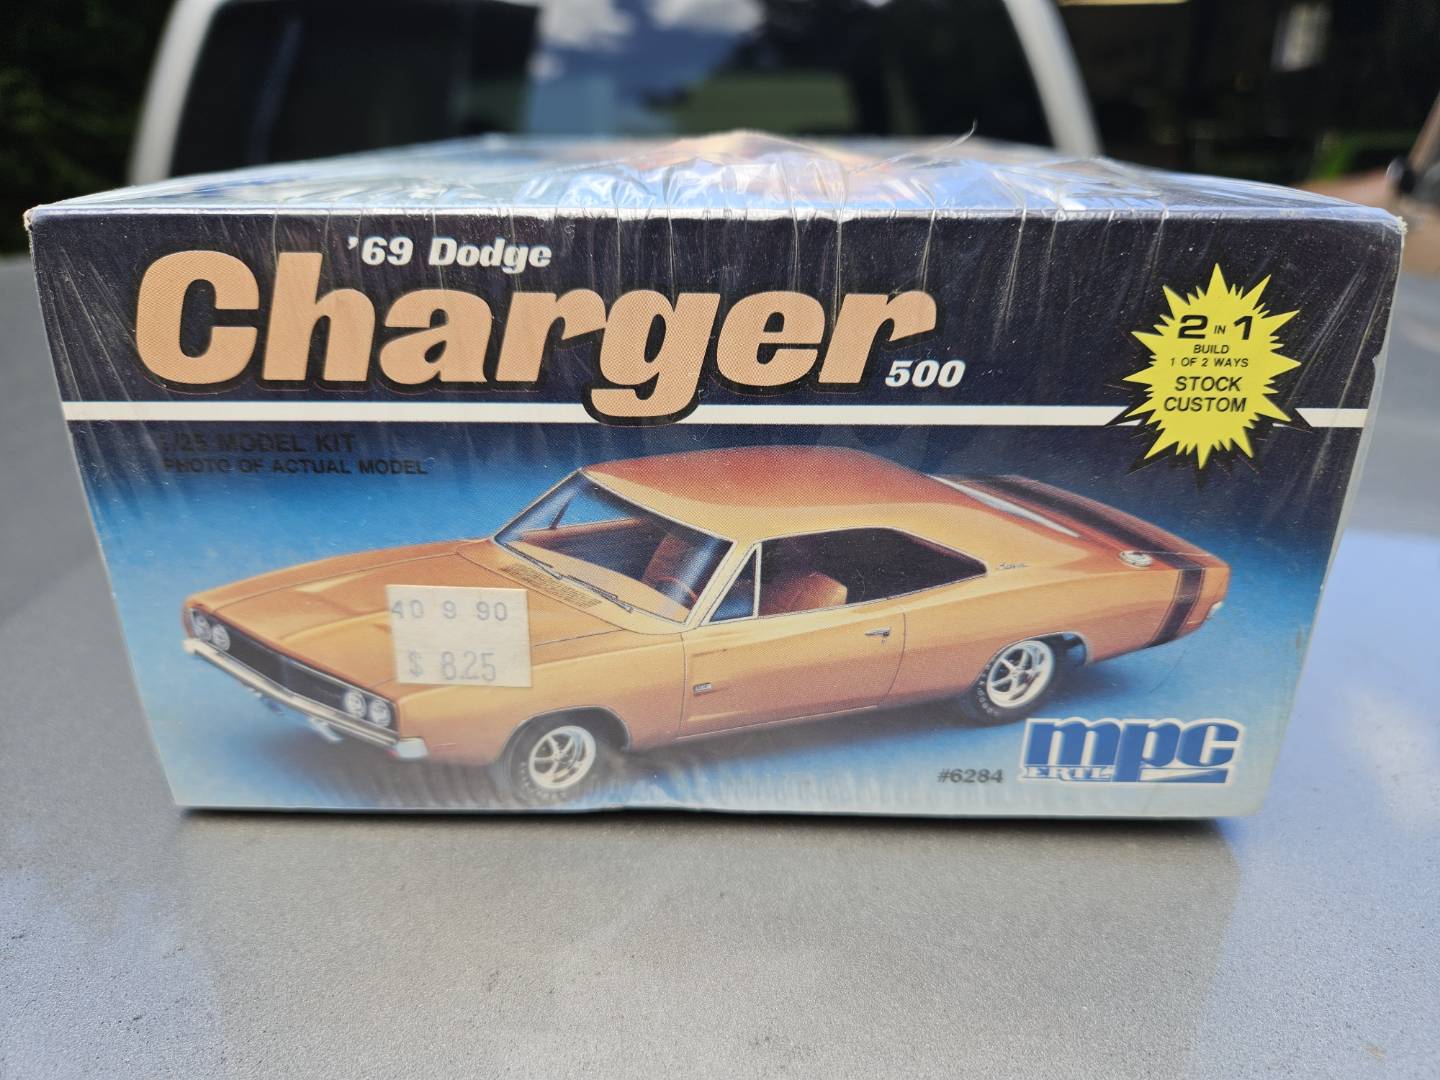 '69 Dodge
Charger
500
2 IN 1
BUILD
1 OF 2 WAYS
STOCK
CUSTOM
1/25 MODEL KIT
PHOTO OF ACTUAL MODEL
40 9 90
$ 8.25
#6284
mpc
ERTL